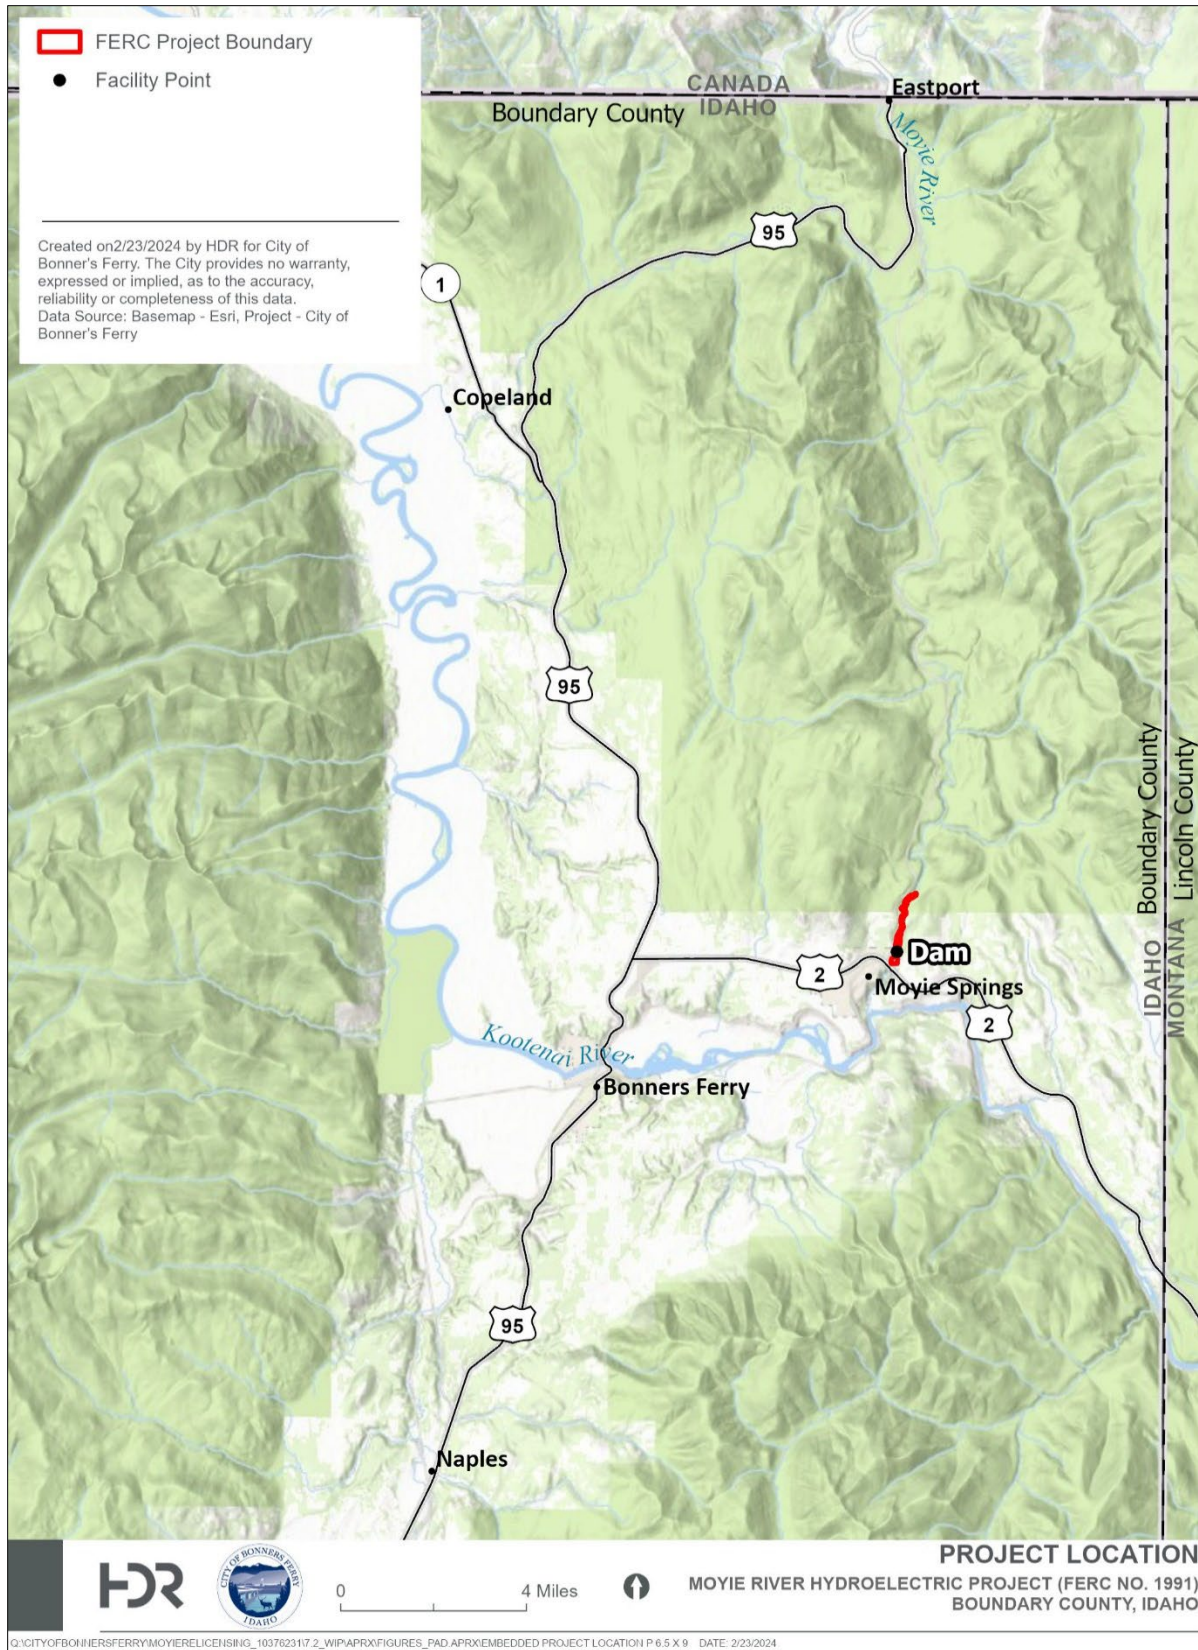 FERC Project Boundary
Facility Point
Created on2/23/2024 by HDR for City of
Bonner's Ferry. The City provides no warranty,
expressed or implied, as to the accuracy,
reliability or completeness of this data.
Data Source: Basemap - Esri, Project - City of
Bonner's Ferry
CANADA
IDAHO
Boundary County
Eastport
Moyie River
95
1
Copeland
95
Boundary County
Lincoln County
IDAHO
MONTANA
Dam
2
Moyie Springs
2
Kootenai River
Bonners Ferry
95
Naples
HDR
CITY OF BONNERS FERRY
IDAHO
0
4 Miles
PROJECT LOCATION
MOYIE RIVER HYDROELECTRIC PROJECT (FERC NO. 1991)
BOUNDARY COUNTY, IDAHO
Q:\CITYOFBONNERSFERRY\MOYIERELICENSING_10376231\7.2_WIP\APRX\FIGURES_PAD.APRX\EMBEDDED PROJECT LOCATION P 6.5 X 9 DATE: 2/23/2024